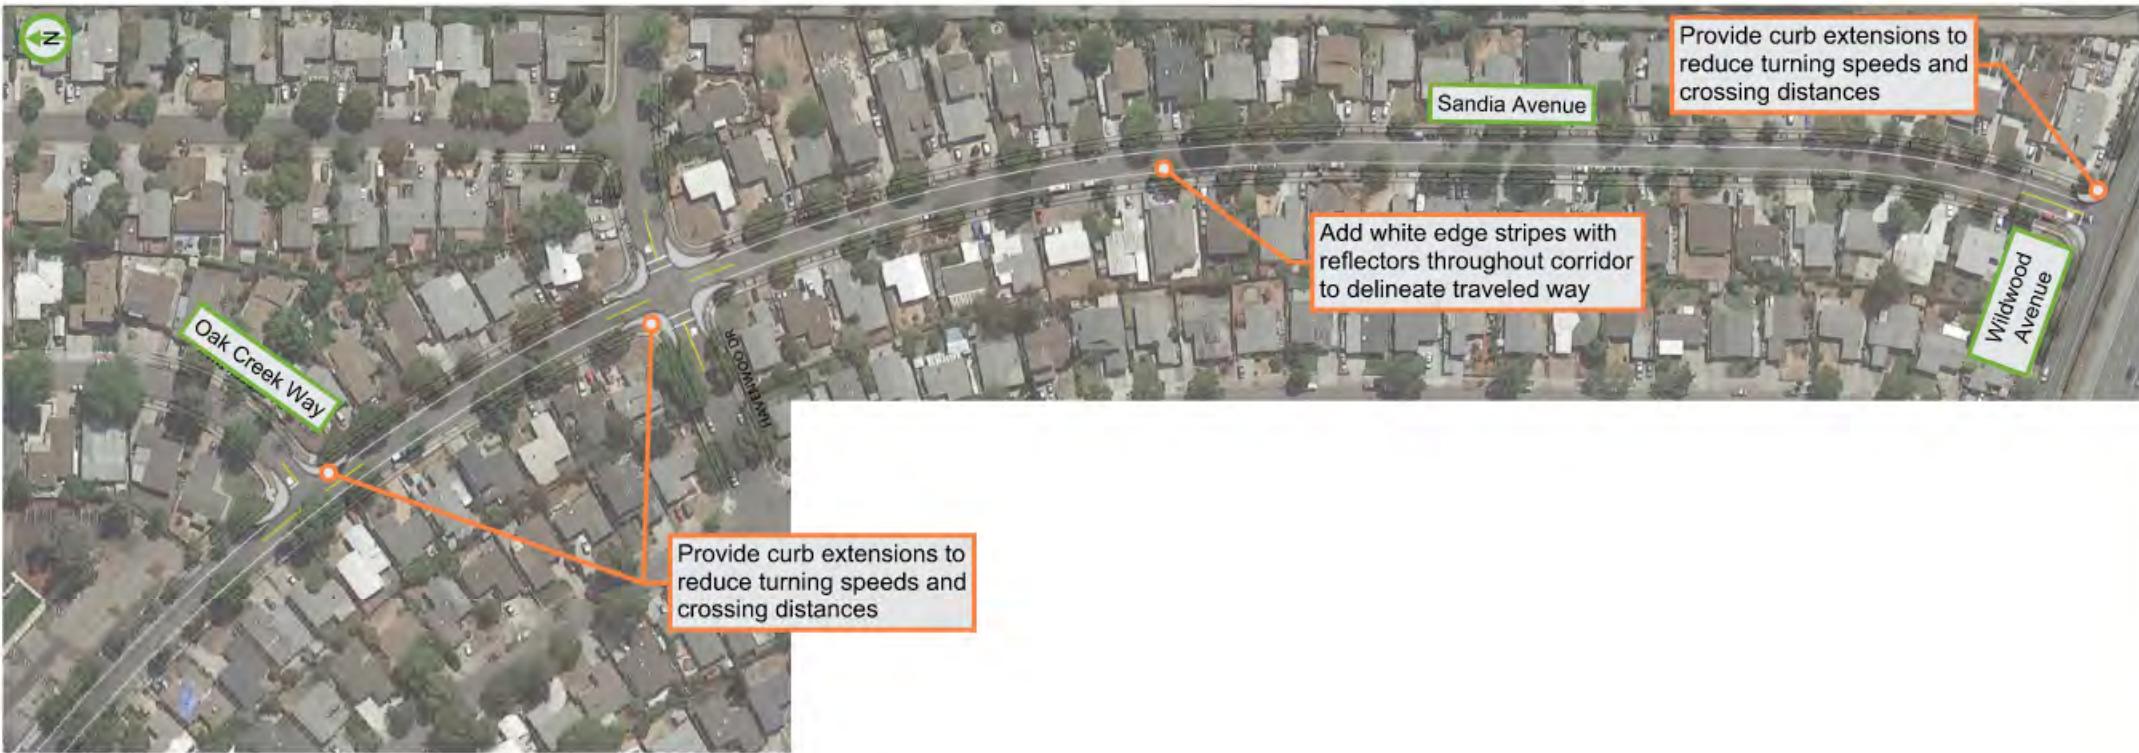 N
Provide curb extensions to
reduce turning speeds and
crossing distances
Sandia Avenue
Add white edge stripes with
reflectors throughout corridor
to delineate traveled way
Wildwood
Avenue
Oak Creek Way
HAVENWOOD DR
Provide curb extensions to
reduce turning speeds and
crossing distances